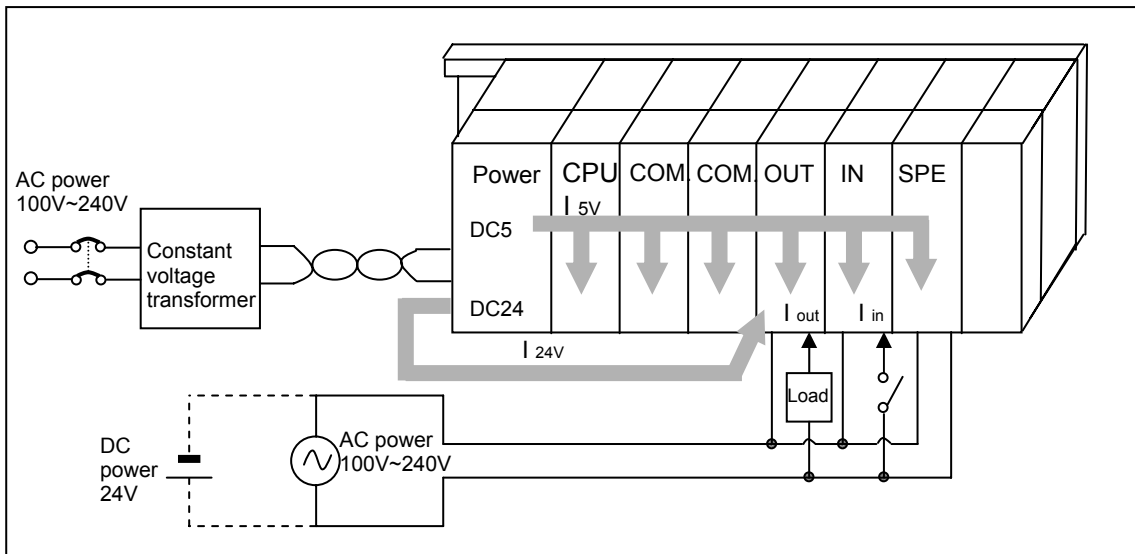 Power
CPU
COM.
COM.
OUT
IN
SPE
AC power
100V~240V
Constant
voltage
transformer
I 5V
DC5
DC24
I out
I in
I 24V
Load
DC
power
24V
AC power
100V~240V